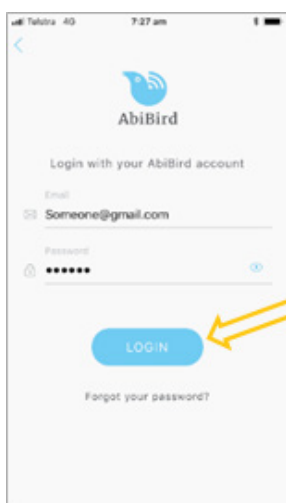 Telstra 4G 7:27 am
AbiBird
Login with your AbiBird account
Email
Someone@gmail.com
Password
••••••
LOGIN
Forgot your password?